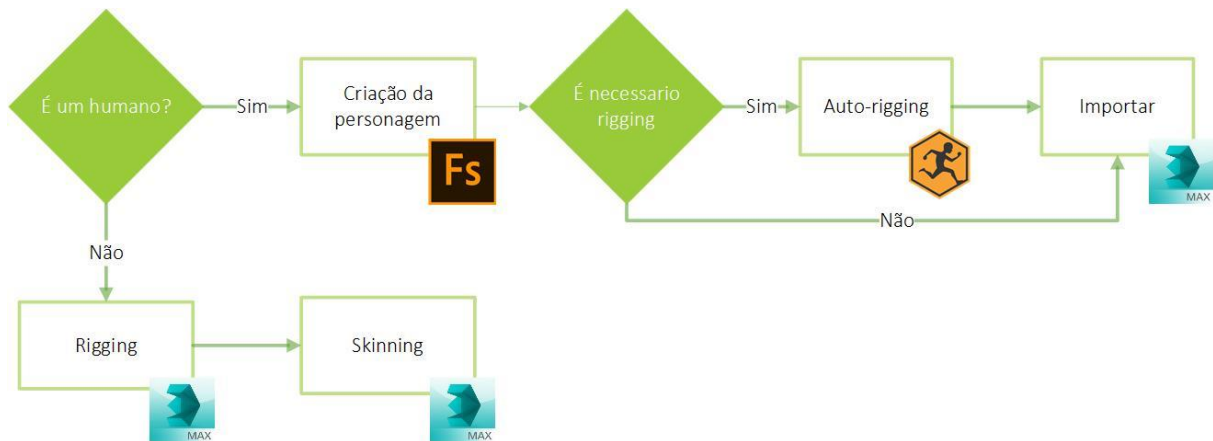 É um humano?
Sim
Criação da
personagem
Fs
É necessario
rigging
Sim
Auto-rigging
Importar
MAX
Não
Não
Rigging
MAX
Skinning
MAX